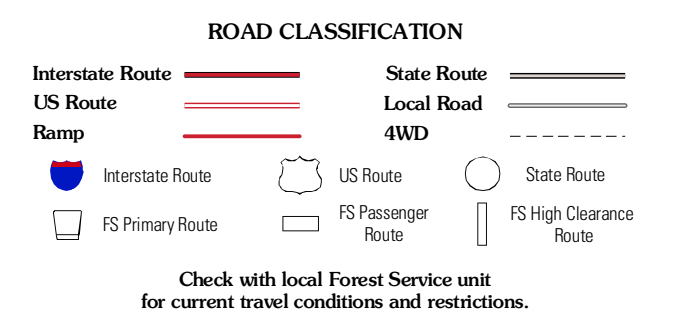 ROAD CLASSIFICATION
Interstate Route
State Route
US Route
Local Road
Ramp
4WD
Interstate Route
US Route
State Route
FS Primary Route
FS Passenger
Route
FS High Clearance
Route
Check with local Forest Service unit
for current travel conditions and restrictions.